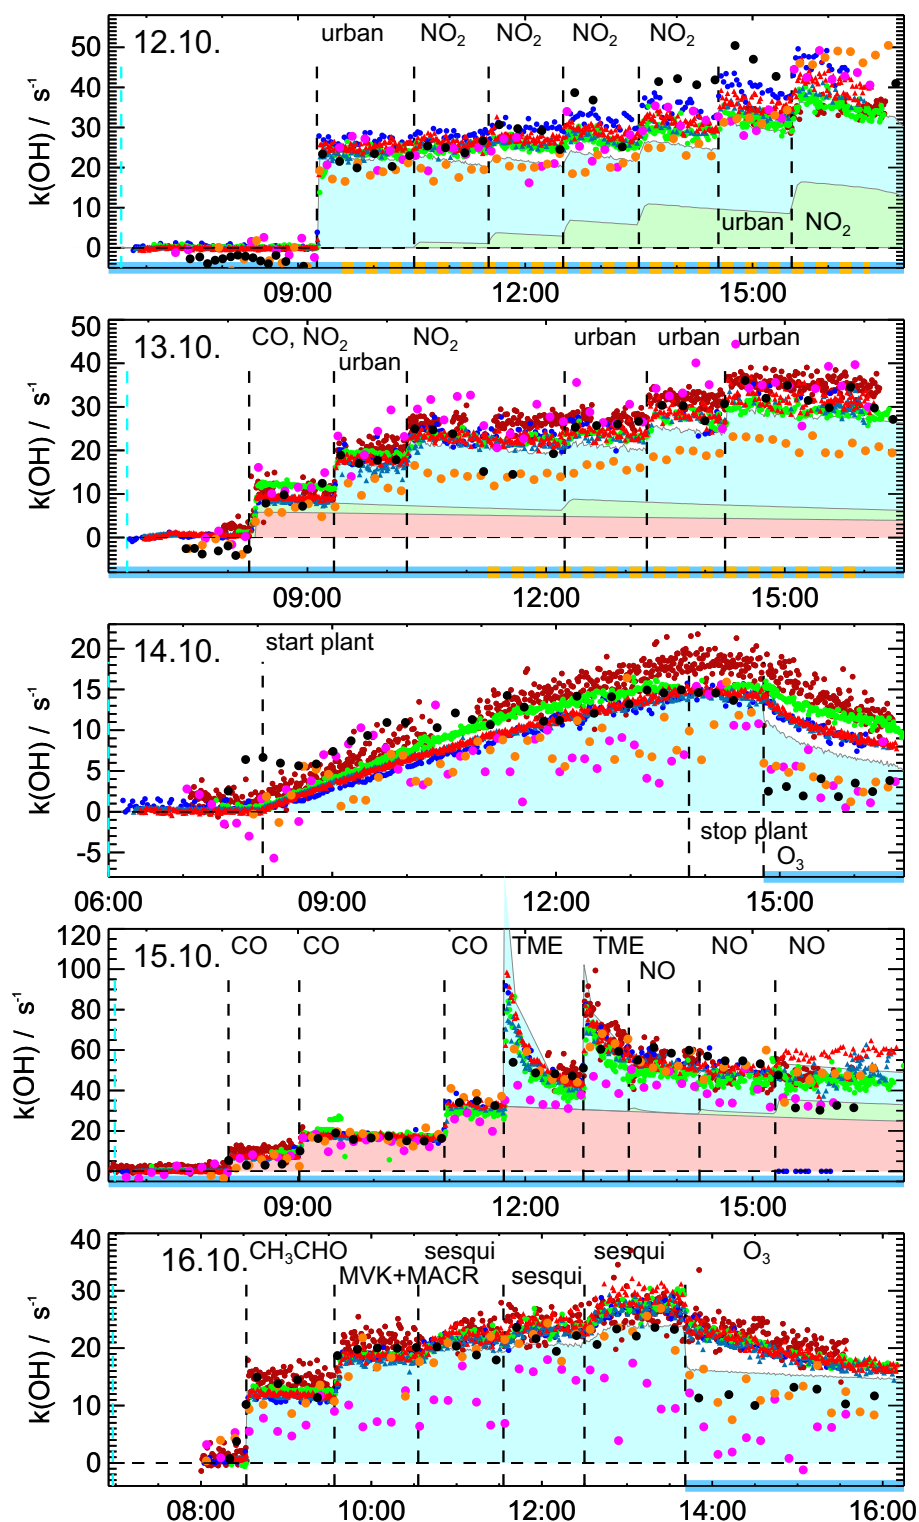 12.10.
urban NO2 NO2 NO2 NO2
urban NO2
k(OH) / s-1
50
40
30
20
10
0
09:00 12:00 15:00
13.10.
CO, NO2 NO2 urban urban urban
urban
k(OH) / s-1
50
40
30
20
10
0
09:00 12:00 15:00
14.10.
start plant
stop plant
O3
k(OH) / s-1
20
15
10
5
0
-5
06:00 09:00 12:00 15:00
15.10.
CO CO CO TME TME NO NO
NO
k(OH) / s-1
120
100
80
60
40
20
0
09:00 12:00 15:00
16.10.
CH3CHO sesqui sesqui O3
MVK+MACR sesqui
k(OH) / s-1
40
30
20
10
0
08:00 10:00 12:00 14:00 16:00